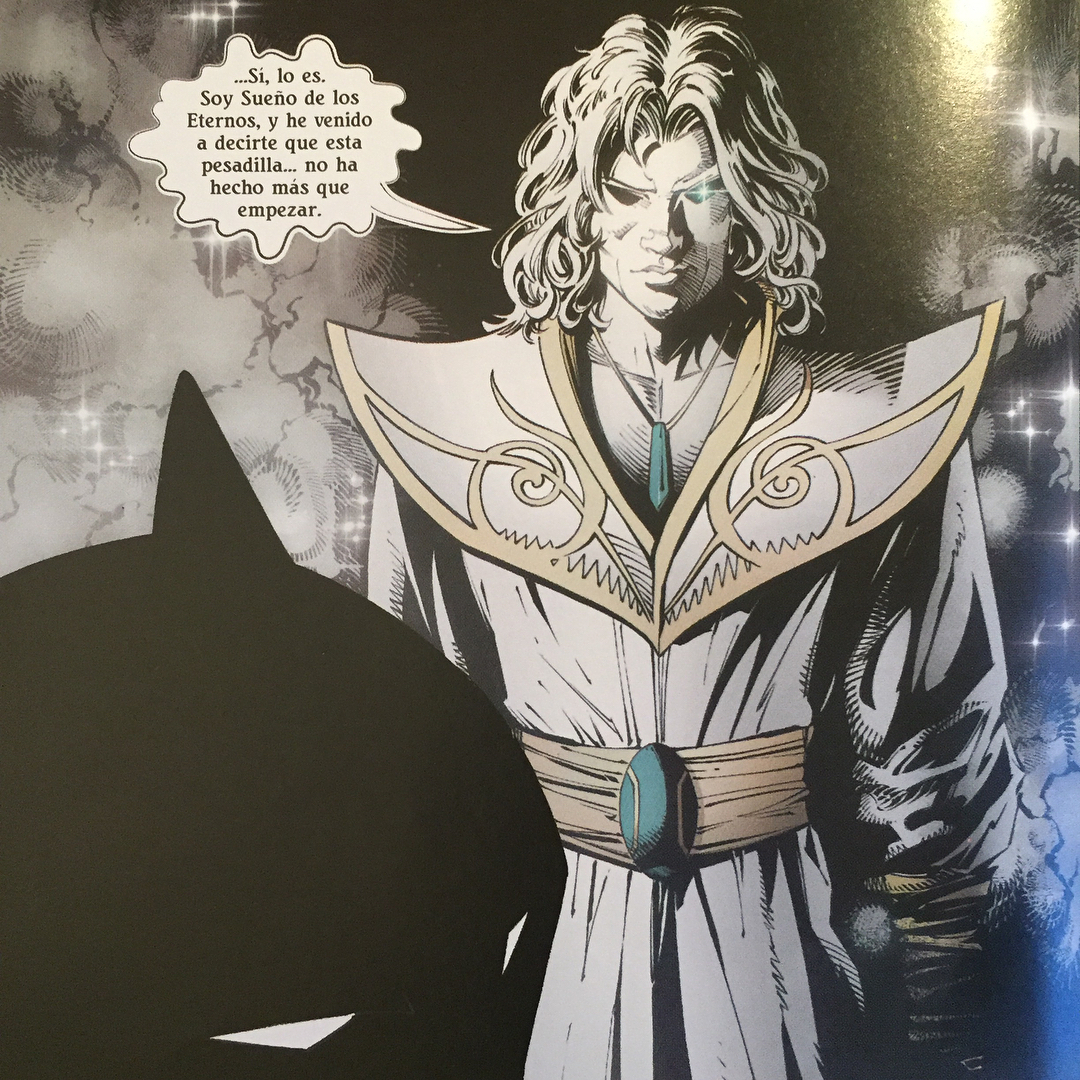 ...Sí, lo es.
Soy Sueño de los
Eternos, y he venido
a decirte que esta
pesadilla... no ha
hecho más que
empezar.